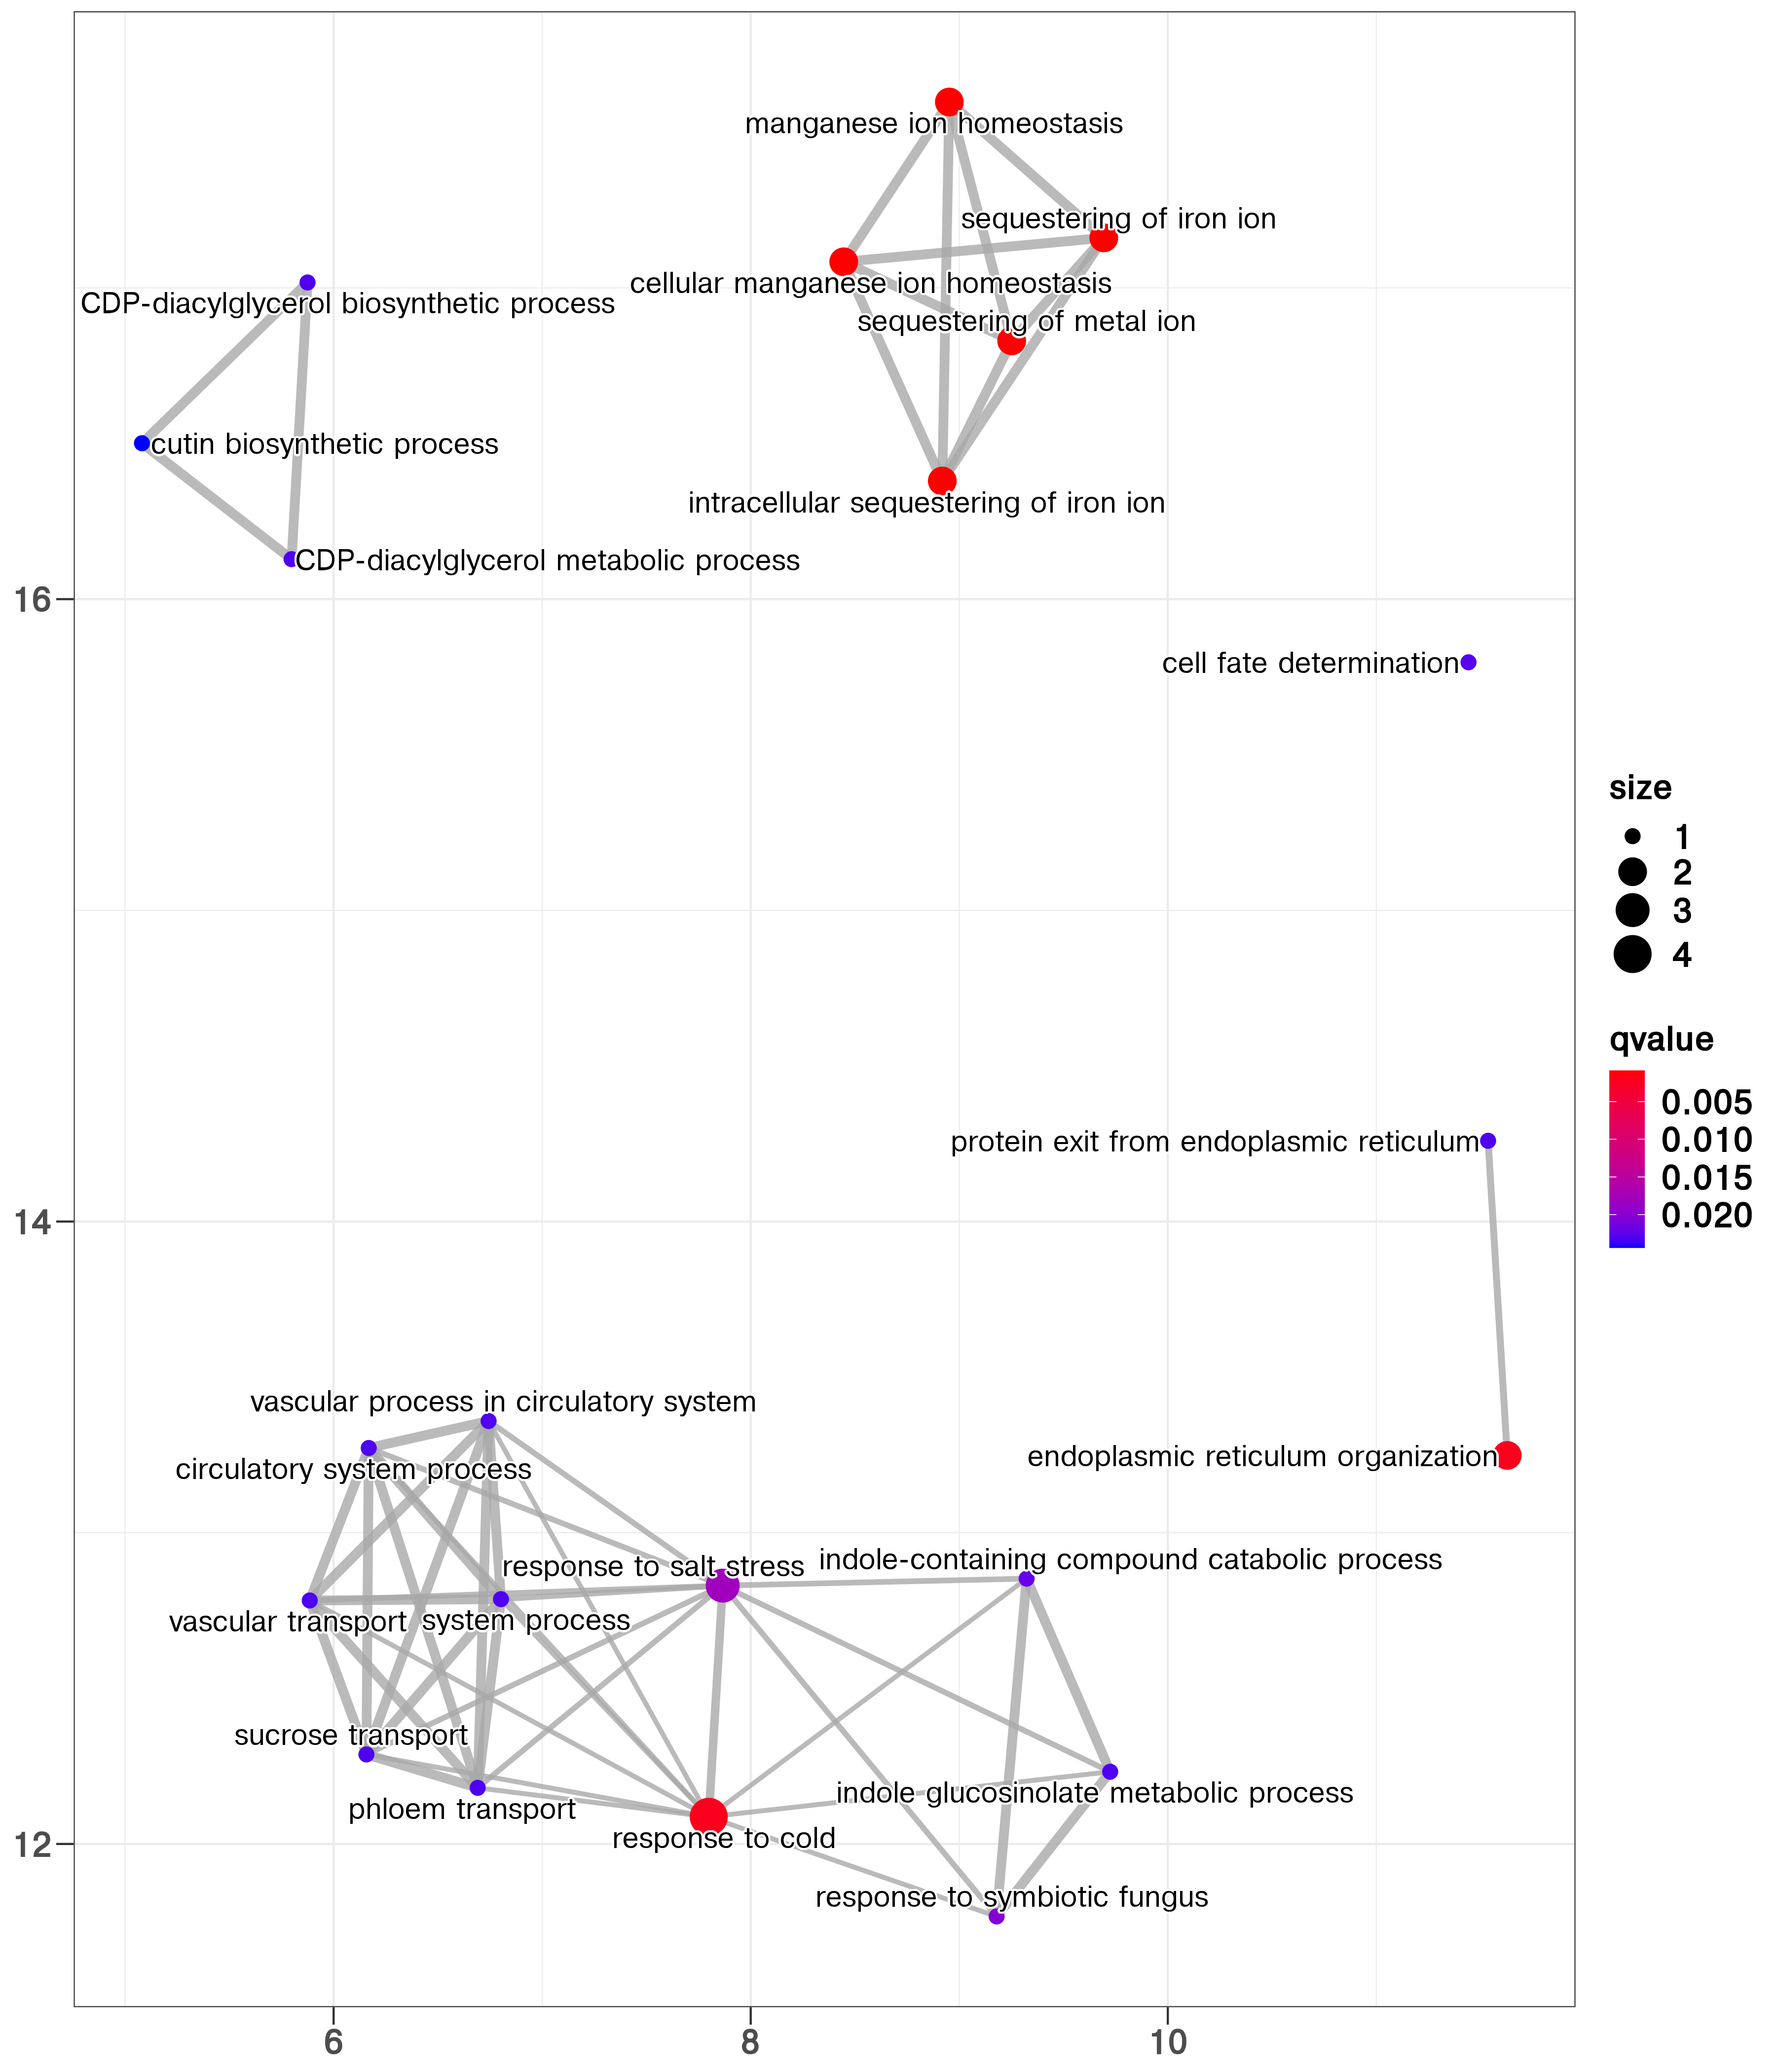 manganese ion homeostasis
sequestering of iron ion
cellular manganese ion homeostasis
CDP-diacylglycerol biosynthetic process
sequestering of metal ion
cutin biosynthetic process
intracellular sequestering of iron ion
CDP-diacylglycerol metabolic process
16
cell fate determination
size
1
2
3
4
qvalue
0.005
0.010
0.015
0.020
protein exit from endoplasmic reticulum
14
vascular process in circulatory system
endoplasmic reticulum organization
circulatory system process
response to salt stress
indole-containing compound catabolic process
vascular transport
system process
sucrose transport
indole glucosinolate metabolic process
phloem transport
response to cold
12
response to symbiotic fungus
6
8
10